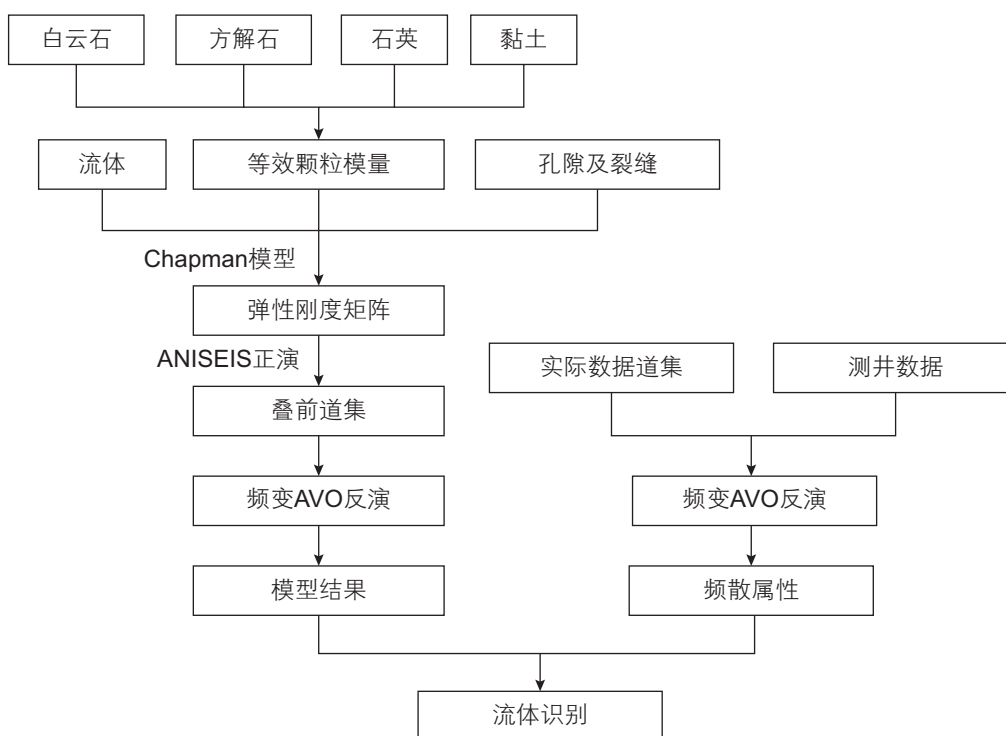 白云石
方解石
石英
黏土
流体
等效颗粒模量
孔隙及裂缝
Chapman模型
弹性刚度矩阵
ANISEIS正演
实际数据道集
测井数据
叠前道集
频变AVO反演
频变AVO反演
模型结果
频散属性
流体识别